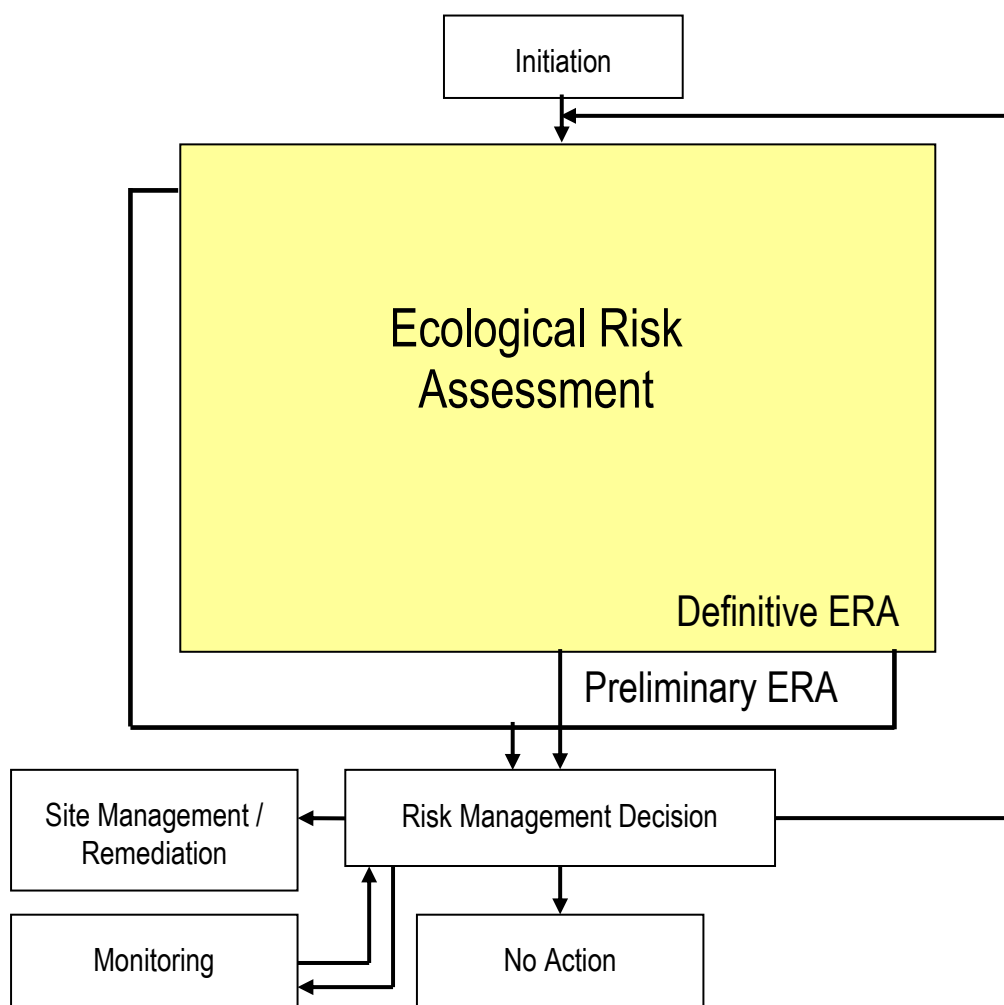 Initiation
Ecological Risk
Assessment
Definitive ERA
Preliminary ERA
Site Management /
Remediation
Risk Management Decision
Monitoring
No Action